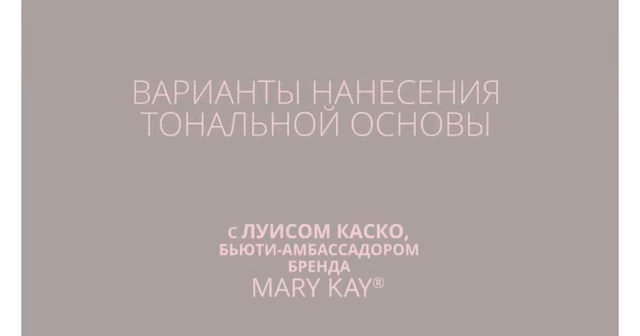 ВАРИАНТЫ НАНЕСЕНИЯ
ТОНАЛЬНОЙ ОСНОВЫ
С ЛУИСОМ КАСКО,
БЬЮТИ-АМБАССАДОРОМ
БРЕНДА
MARY KAY®